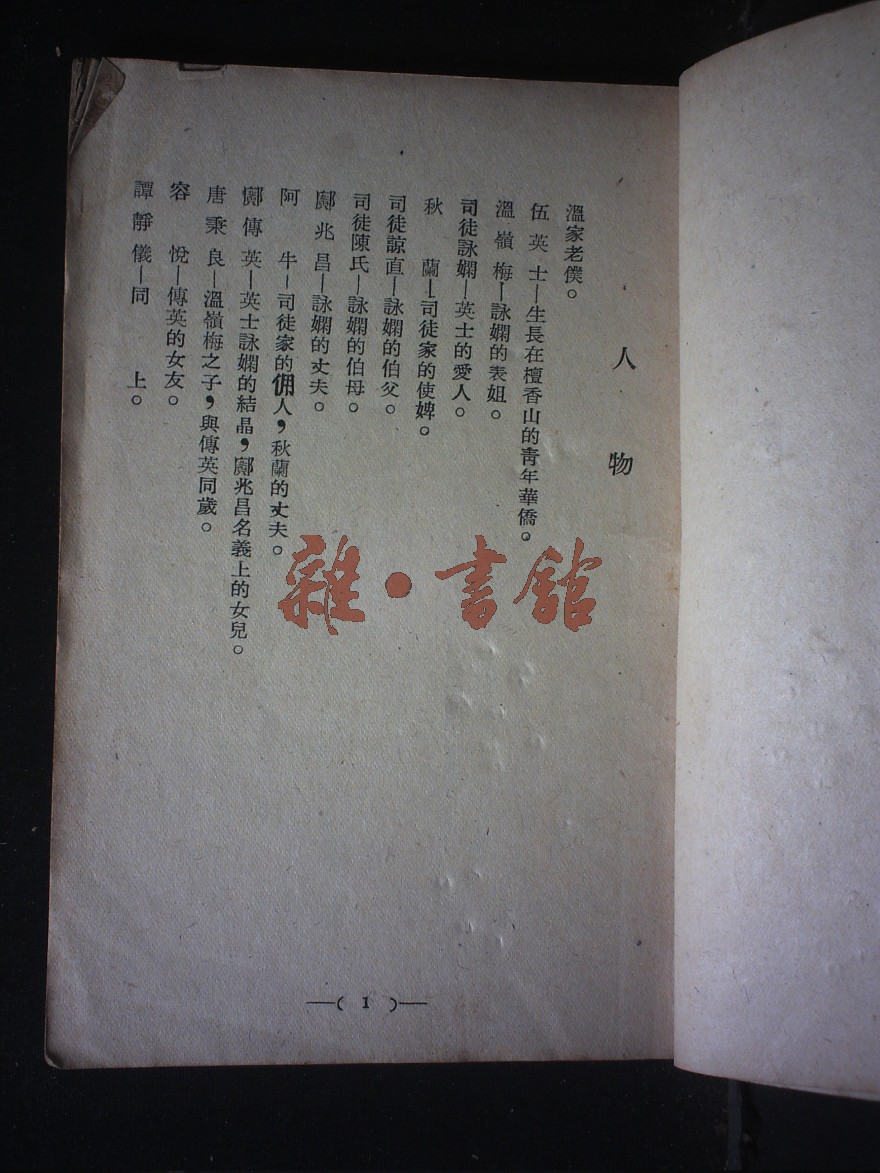 人物
溫家老僕。
伍英士—生長在檀香山的靑年華僑。
溫嶺梅—詠嫻的表姐。
司徒詠嫻—英士的愛人。
秋蘭—司徒家的使婢。
司徒諒直—詠嫻的伯父。
司徒陳氏—詠嫻的伯母。
鄺兆昌—詠嫻的丈夫。
阿牛—司徒家的佣人，秋蘭的丈夫。
鄺傳英—英士詠嫻的結晶，鄺兆昌名義上的女兒。
唐秉良—溫嶺梅之子，與傳英同歲。
容悅—傳英的女友。
譚靜儀—同上。
—( 1 )—
雜·書館